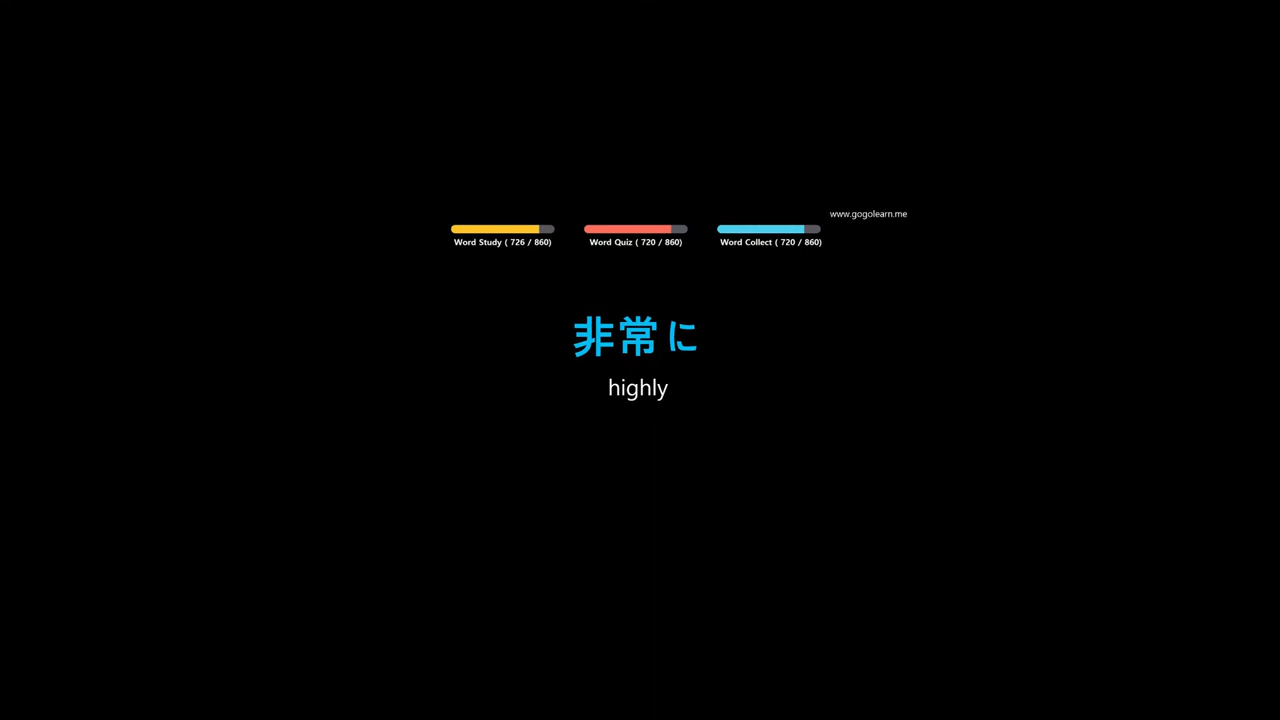 www.gogolearn.me
Word Study ( 726 / 860) Word Quiz ( 720 / 860) Word Collect ( 720 / 860)
非常に
highly